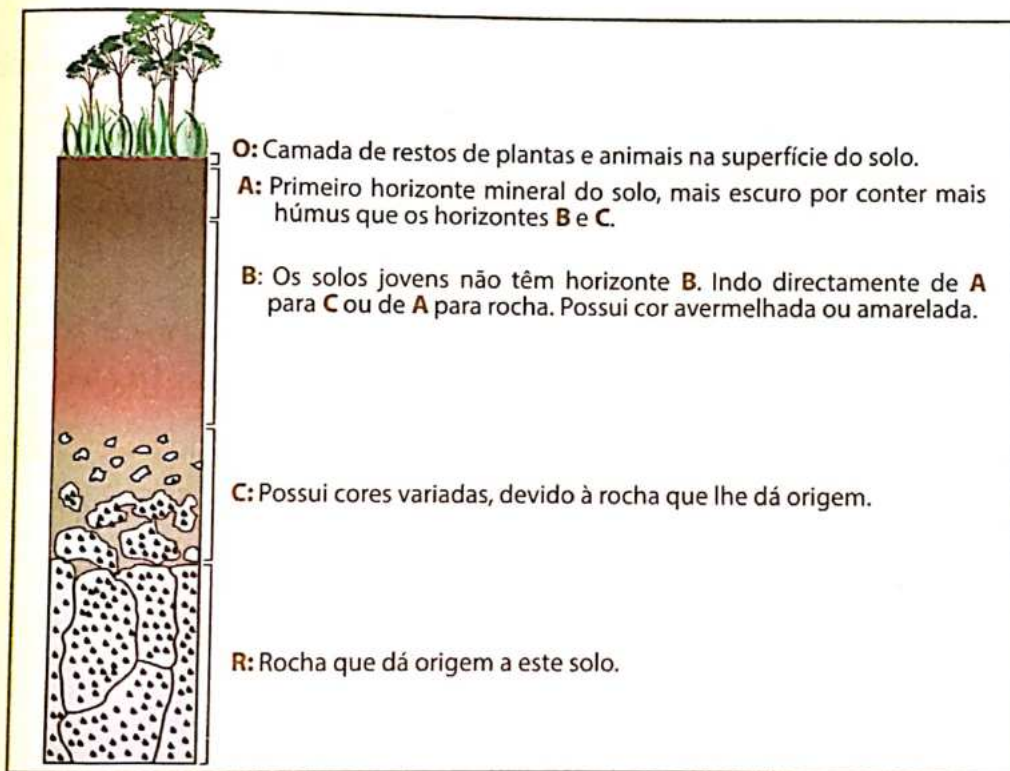 O: Camada de restos de plantas e animais na superfície do solo.
A: Primeiro horizonte mineral do solo, mais escuro por conter mais
húmus que os horizontes B e C.
B: Os solos jovens não têm horizonte B. Indo directamente de A
para C ou de A para rocha. Possui cor avermelhada ou amarelada.
C: Possui cores variadas, devido à rocha que lhe dá origem.
R: Rocha que dá origem a este solo.